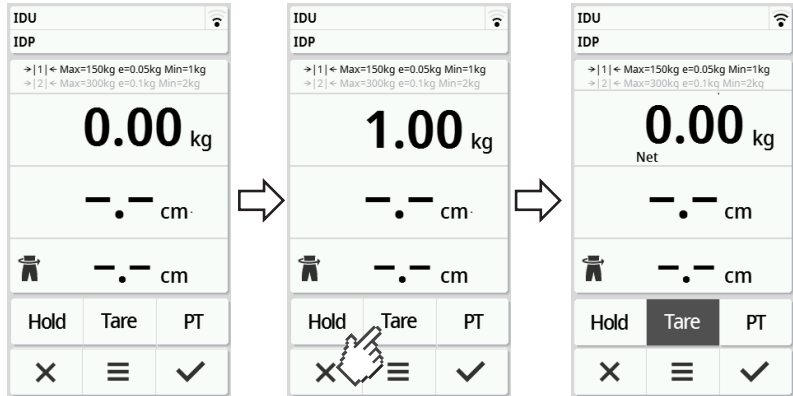 IDU
IDP
→|1|← Max=150kg e=0.05kg Min=1kg
→|2|← Max=300kg e=0.1kg Min=2kg
0.00 kg
-.- cm
-.- cm
Hold Tare PT
IDU
IDP
→|1|← Max=150kg e=0.05kg Min=1kg
→|2|← Max=300kg e=0.1kg Min=2kg
1.00 kg
-.- cm
-.- cm
Hold Tare PT
IDU
IDP
→|1|← Max=150kg e=0.05kg Min=1kg
→|2|← Max=300kg e=0.1kg Min=2kg
0.00 kg
Net
-.- cm
-.- cm
Hold Tare PT